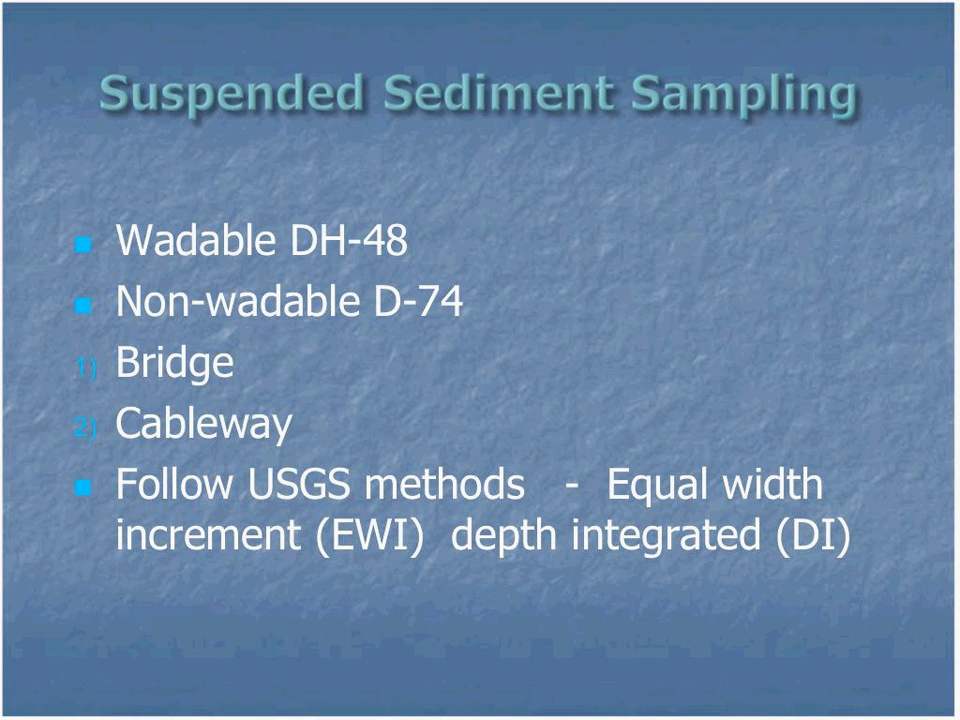 Suspended Sediment Sampling
Wadable DH-48
Non-wadable D-74
1) Bridge
2) Cableway
Follow USGS methods - Equal width
increment (EWI) depth integrated (DI)